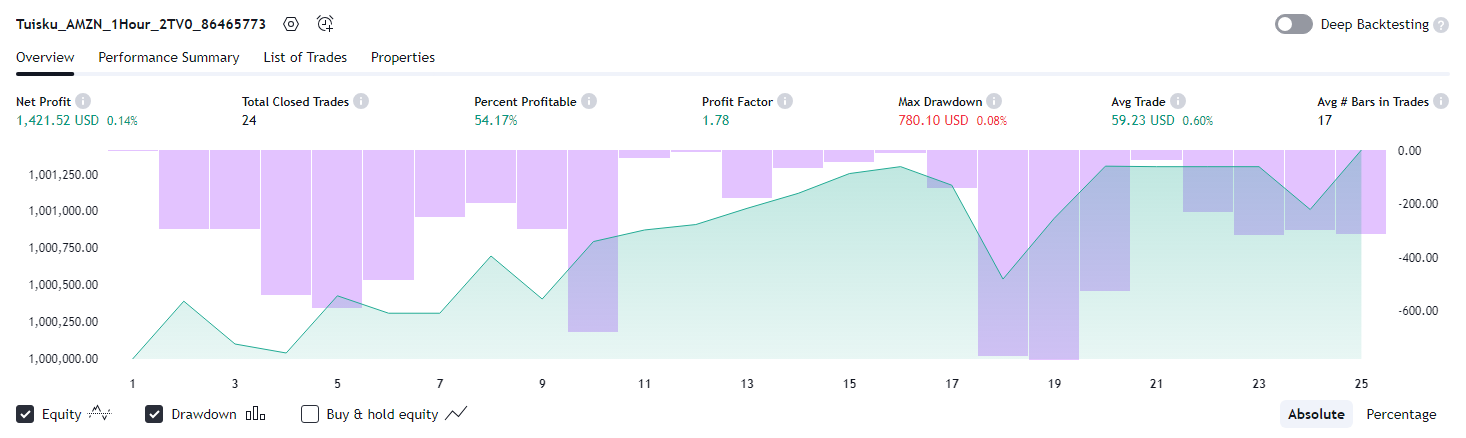 Tuisku_AMZN_1Hour_2TV0_86465773 Deep Backtesting ?
Overview Performance Summary List of Trades Properties
Net Profit i Total Closed Trades i Percent Profitable i Profit Factor i Max Drawdown i Avg Trade i Avg # Bars in Trades i
1,421.52 USD 0.14% 24 54.17% 1.78 780.10 USD 0.08% 59.23 USD 0.60% 17
0.00
1,001,250.00
-200.00
1,001,000.00
1,000,750.00
-400.00
1,000,500.00
-600.00
1,000,250.00
1,000,000.00
1 3 5 7 9 11 13 15 17 19 21 23 25
Equity Drawdown Buy & hold equity Absolute Percentage